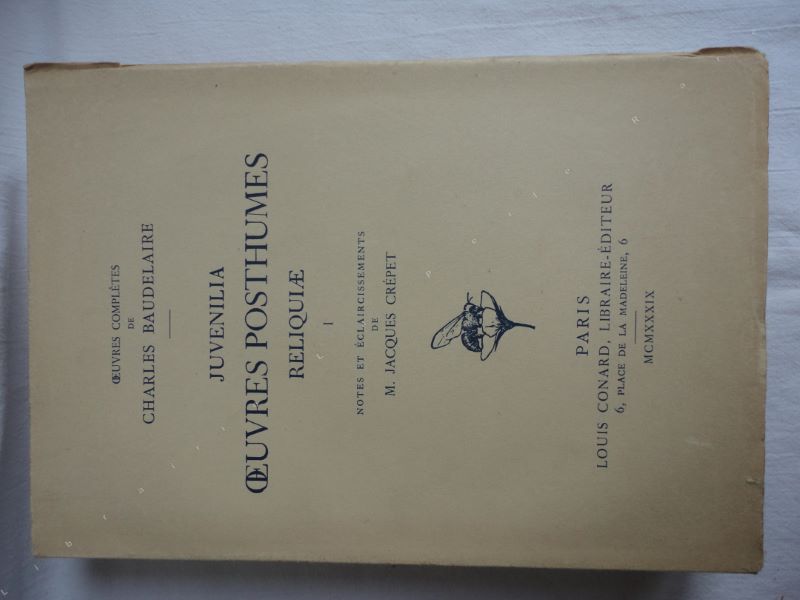 ŒUVRES COMPLÈTES
DE
CHARLES BAUDELAIRE
JUVENILIA
ŒUVRES POSTHUMES
RELIQUIÆ
I
NOTES ET ÉCLAIRCISSEMENTS
DE
M. JACQUES CRÉPET
PARIS
LOUIS CONARD, LIBRAIRE-ÉDITEUR
6, PLACE DE LA MADELEINE, 6
MCMXXXIX